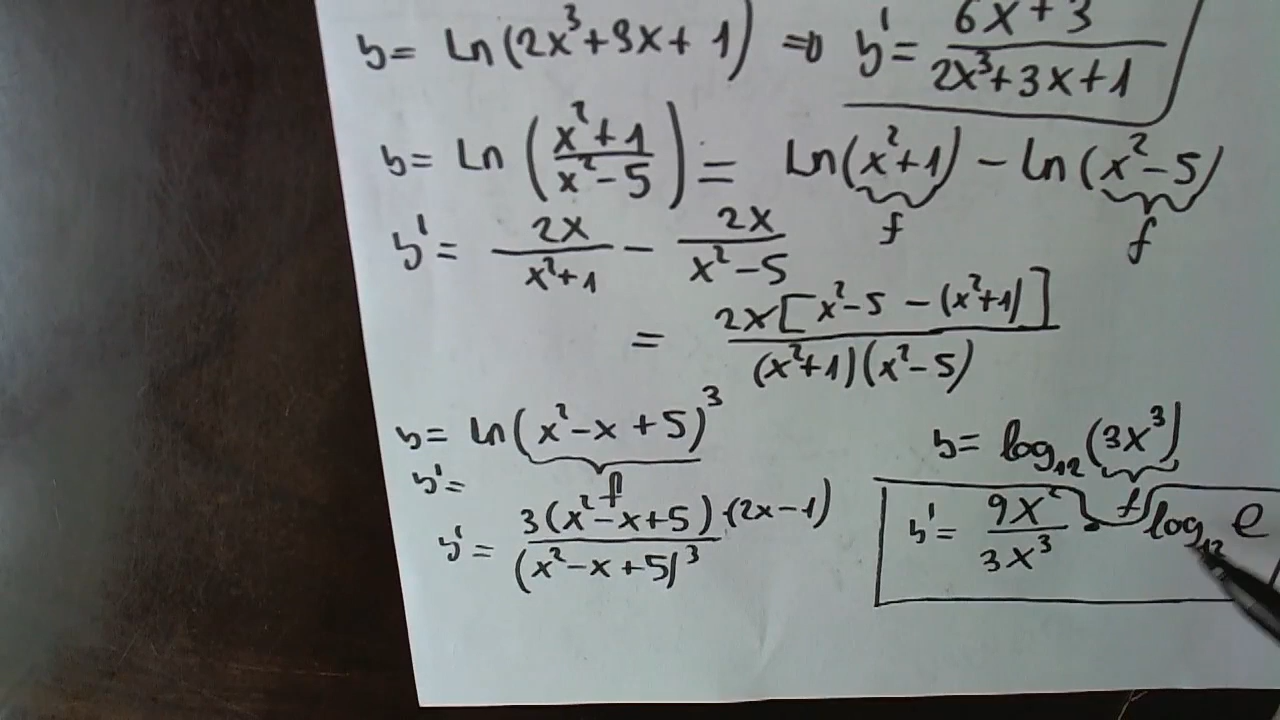 y = Ln(2x³+3x+1) ⇒ y' = (6x+3)/(2x³+3x+1)
y = Ln((x²+1)/(x²-5)) = Ln(x²+1) - Ln(x²-5)
f f
y' = 2x/(x²+1) - 2x/(x²-5)
= 2x[x²-5-(x²+1)]/((x²+1)(x²-5))
y = Ln(x²-x+5)³
f
y' =
y' = 3(x²-x+5)·(2x-1)/(x²-x+5)³
y = log₁₂(3x³)
f
y' = 9x²/3x³ · log₁₂ e